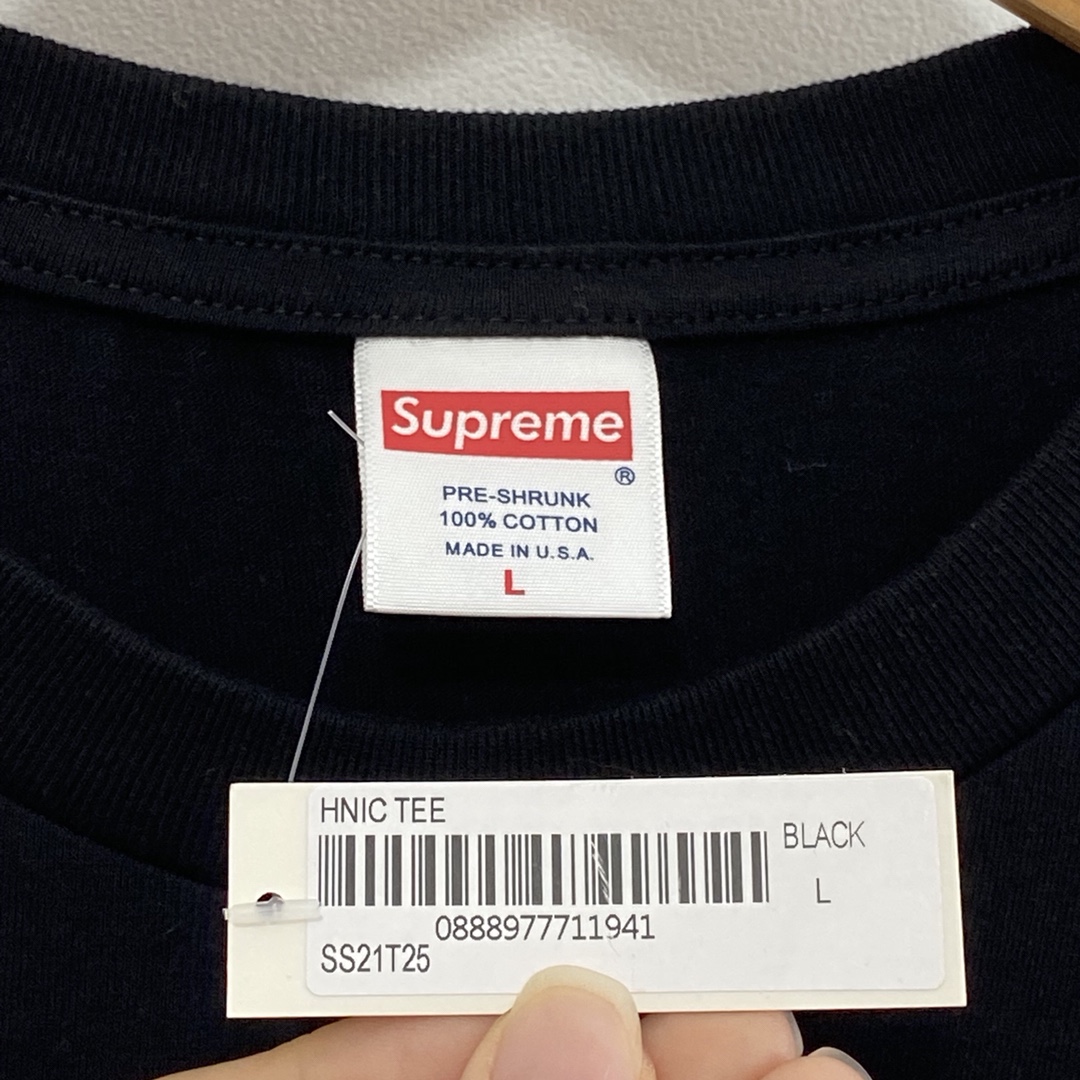 Supreme
®
PRE-SHRUNK
100% COTTON
MADE IN U.S.A.
L
HNIC TEE
BLACK
L
0888977711941
SS21T25